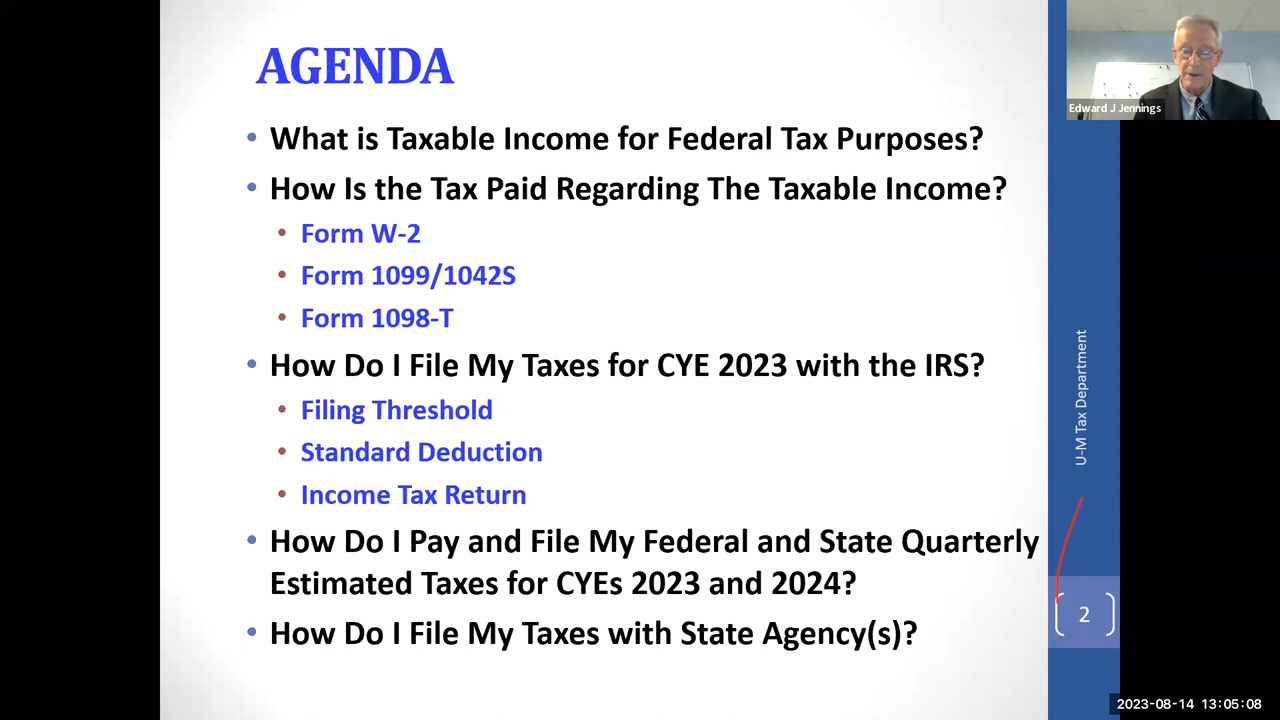 AGENDA
• What is Taxable Income for Federal Tax Purposes?
• How Is the Tax Paid Regarding The Taxable Income?
• Form W-2
• Form 1099/1042S
• Form 1098-T
• How Do I File My Taxes for CYE 2023 with the IRS?
• Filing Threshold
• Standard Deduction
• Income Tax Return
• How Do I Pay and File My Federal and State Quarterly
Estimated Taxes for CYEs 2023 and 2024?
• How Do I File My Taxes with State Agency(s)?
Edward J Jennings
U-M Tax Department
2
2023-08-14 13:05:08